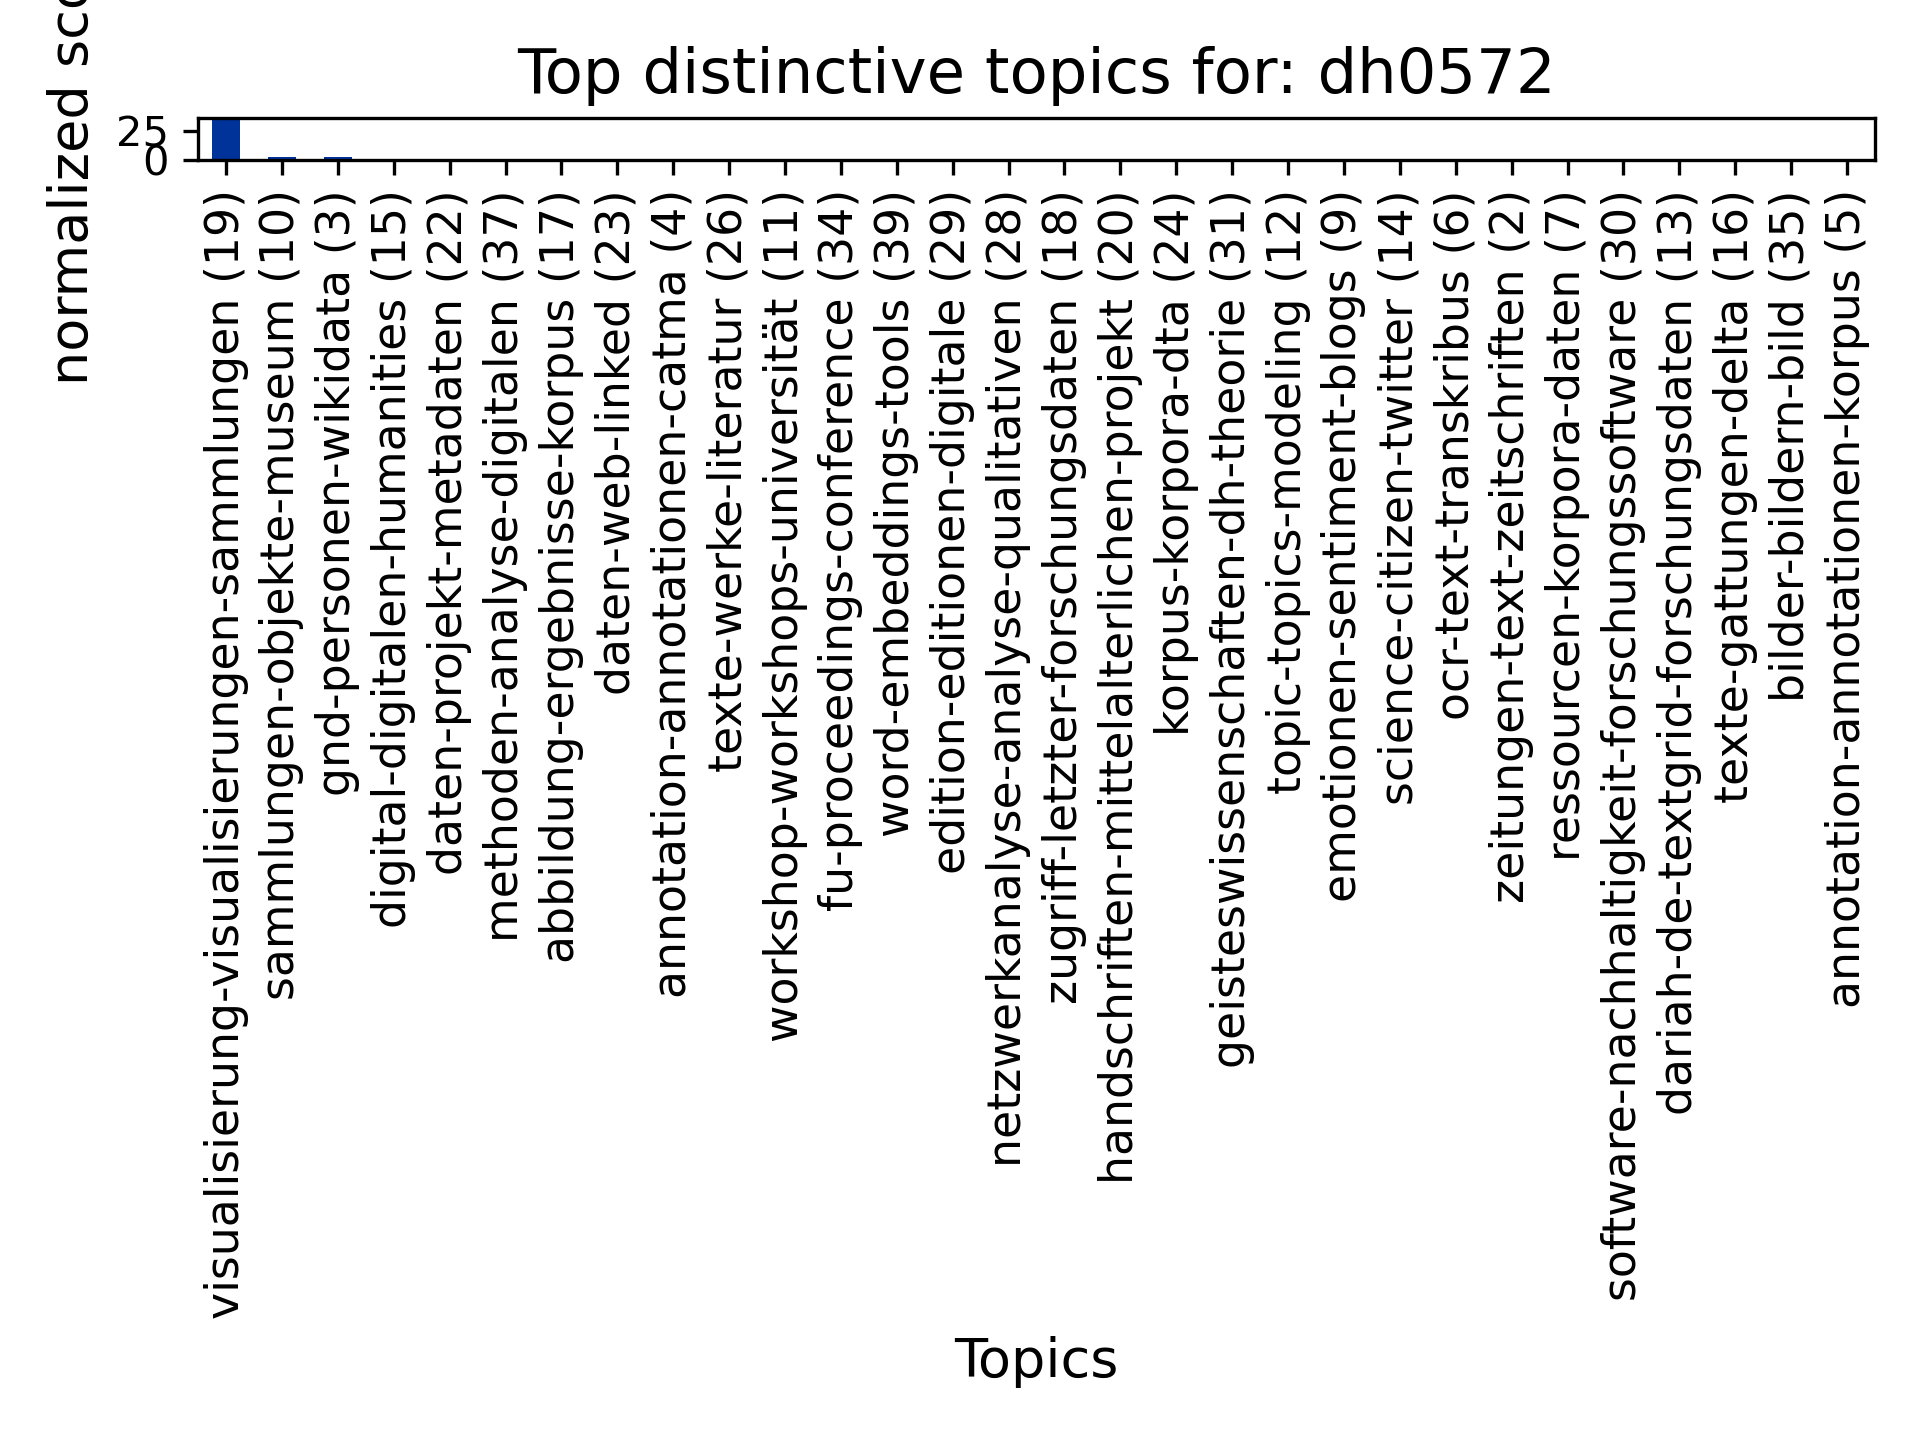 Top distinctive topics for: dh0572
normalized sco
25
0
visualisierung-visualisierungen-sammlungen (19)
sammlungen-objekte-museum (10)
gnd-personen-wikidata (3)
digital-digitalen-humanities (15)
daten-projekt-metadaten (22)
methoden-analyse-digitalen (37)
abbildung-ergebnisse-korpus (17)
daten-web-linked (23)
annotation-annotationen-catma (4)
texte-werke-literatur (26)
workshop-workshops-universität (11)
fu-proceedings-conference (34)
word-embeddings-tools (39)
edition-editionen-digitale (29)
netzwerkanalyse-analyse-qualitativen (28)
zugriff-letzter-forschungsdaten (18)
handschriften-mittelalterlichen-projekt (20)
korpus-korpora-dta (24)
geisteswissenschaften-dh-theorie (31)
topic-topics-modeling (12)
emotionen-sentiment-blogs (9)
science-citizen-twitter (14)
ocr-text-transkribus (6)
zeitungen-text-zeitschriften (2)
ressourcen-korpora-daten (7)
software-nachhaltigkeit-forschungssoftware (30)
dariah-de-textgrid-forschungsdaten (13)
texte-gattungen-delta (16)
bilder-bildern-bild (35)
annotation-annotationen-korpus (5)
Topics